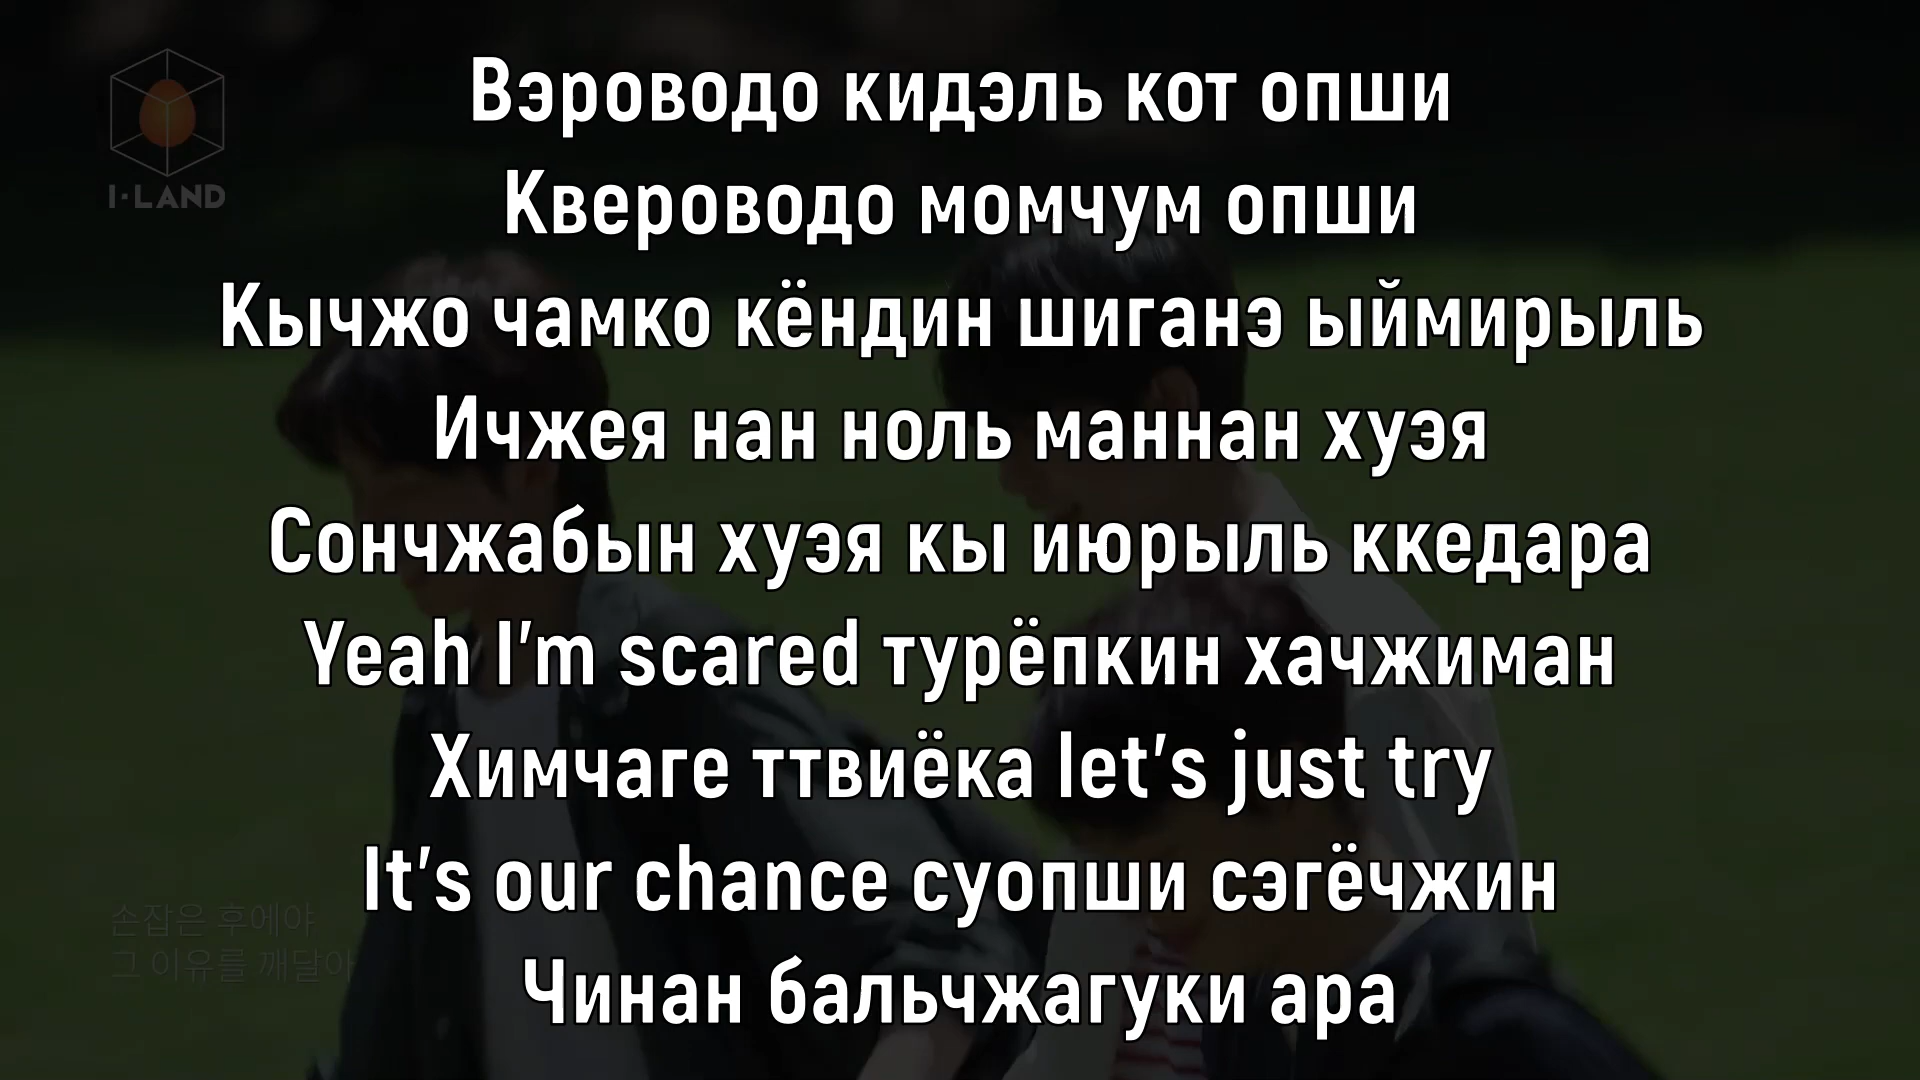 I·LAND
Вэроводо кидэль кот опши
Квероводо момчум опши
Кычжо чамко кёндин шиганэ ыймирыль
Ичжея нан ноль маннан хуэя
Сончжабын хуэя кы июрыль ккедара
Yeah I'm scared турёпкин хачжиман
Химчаге ттвиёка let's just try
It's our chance суопши сэгёчжин
Чинан бальчжагуки ара
손잡은 후에야
그 이유를 깨달아